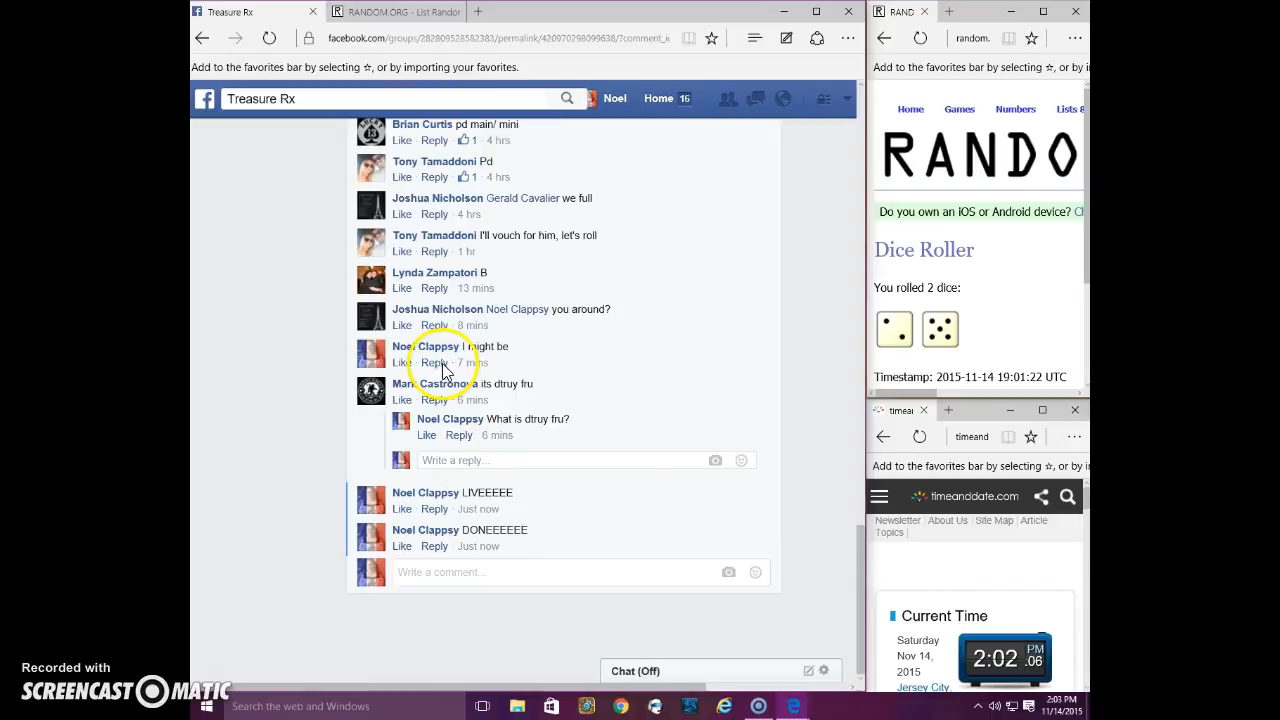 Treasure Rx
RANDOM.ORG - List Randon
facebook.com/groups/282809528582383/permalink/420970298099638/?comment_ic
Add to the favorites bar by selecting ☆, or by importing your favorites.
Treasure Rx
Noel
Home 16
Brian Curtis pd main/ mini
Like · Reply · 1 · 4 hrs
Tony Tamaddoni Pd
Like · Reply · 1 · 4 hrs
Joshua Nicholson Gerald Cavalier we full
Like · Reply · 4 hrs
Tony Tamaddoni I'll vouch for him, let's roll
Like · Reply · 1 hr
Lynda Zampatori B
Like · Reply · 13 mins
Joshua Nicholson Noel Clappsy you around?
Like · Reply · 8 mins
Noel Clappsy I might be
Like · Reply · 7 mins
Mark Castronova its dtruy fru
Like · Reply · 6 mins
Noel Clappsy What is dtruy fru?
Like · Reply · 6 mins
Write a reply...
Noel Clappsy LIVEEEEE
Like · Reply · Just now
Noel Clappsy DONEEEEEE
Like · Reply · Just now
Write a comment...
Chat (Off)
RAND
random.
Add to the favorites bar by selecting ☆, or by i
Home Games Numbers Lists &
RANDO
Do you own an iOS or Android device? C
Dice Roller
You rolled 2 dice:
Timestamp: 2015-11-14 19:01:22 UTC
timeai
timeand
Add to the favorites bar by selecting ☆, or by i
timeanddate.com
Newsletter | About Us | Site Map | Article
Topics |
Current Time
Saturday
Nov 14,
2015
Jersey City,
2:02 PM
.06
Recorded with
SCREENCAST-O-MATIC
Search the web and Windows
2:03 PM
11/14/2015